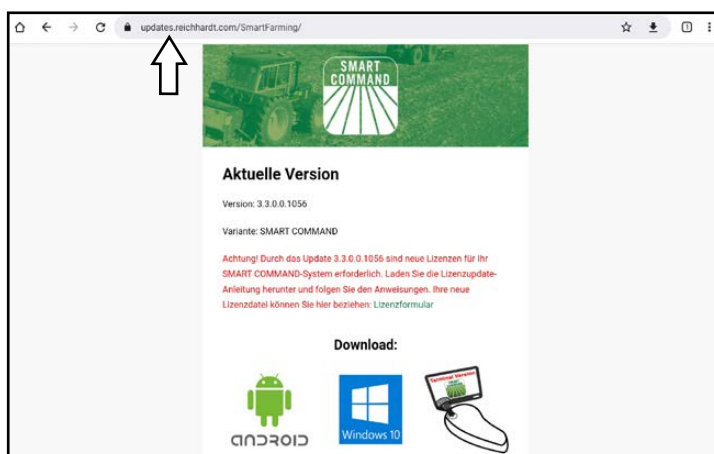 updates.reichhardt.com/SmartFarming/
SMART
COMMAND
Aktuelle Version
Version: 3.3.0.0.1056
Variante: SMART COMMAND
Achtung! Durch das Update 3.3.0.0.1056 sind neue Lizenzen für Ihr
SMART COMMAND-System erforderlich. Laden Sie die Lizenzupdate-
Anleitung herunter und folgen Sie den Anweisungen. Ihre neue
Lizenzdatei können Sie hier beziehen: Lizenzformular
Download:
Terminal Version
ANDROID
Windows 10